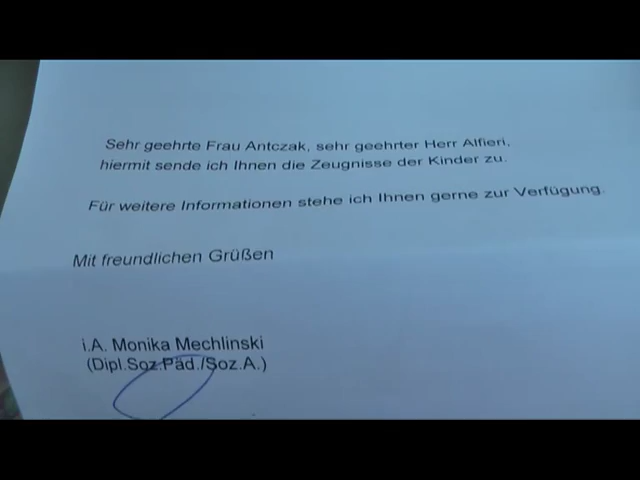 Sehr geehrte Frau Antczak, sehr geehrter Herr Alfieri,
hiermit sende ich Ihnen die Zeugnisse der Kinder zu.
Für weitere Informationen stehe ich Ihnen gerne zur Verfügung.
Mit freundlichen Grüßen
i.A. Monika Mechlinski
(Dipl.Soz.Päd./Soz.A.)